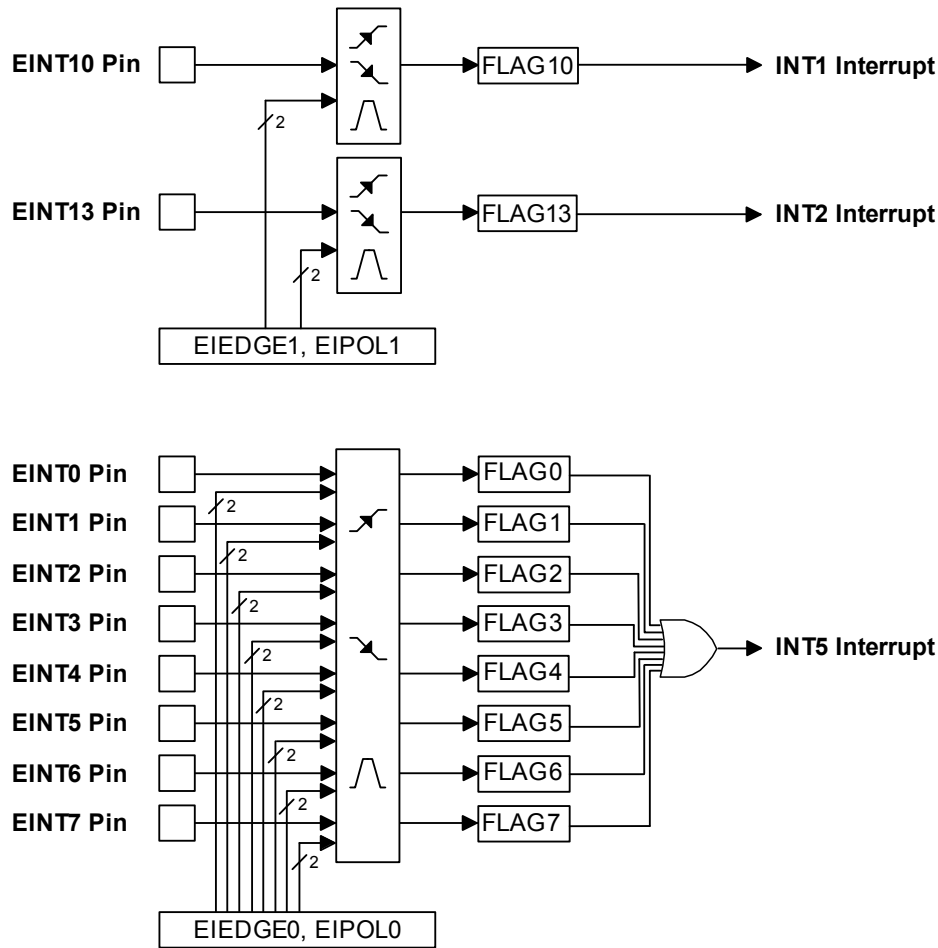 EINT10 Pin
FLAG10
INT1 Interrupt
2
EINT13 Pin
FLAG13
INT2 Interrupt
2
EIEDGE1, EIPOL1
EINT0 Pin
FLAG0
2
EINT1 Pin
FLAG1
2
EINT2 Pin
FLAG2
2
EINT3 Pin
FLAG3
INT5 Interrupt
2
EINT4 Pin
FLAG4
2
EINT5 Pin
FLAG5
2
EINT6 Pin
FLAG6
2
EINT7 Pin
FLAG7
2
EIEDGE0, EIPOL0